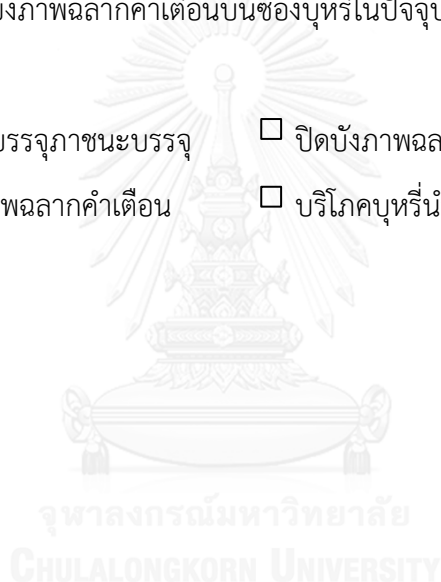 งภาพฉลากคำเตือนบนซองบุหรี่ในปัจจุบ
บรรจุภาชนะบรรจุ ☐ ปิดบังภาพฉล
พฉลากคำเตือน ☐ บริโภคบุหรี่น
จุฬาลงกรณ์มหาวิทยาลัย
CHULALONGKORN UNIVERSITY